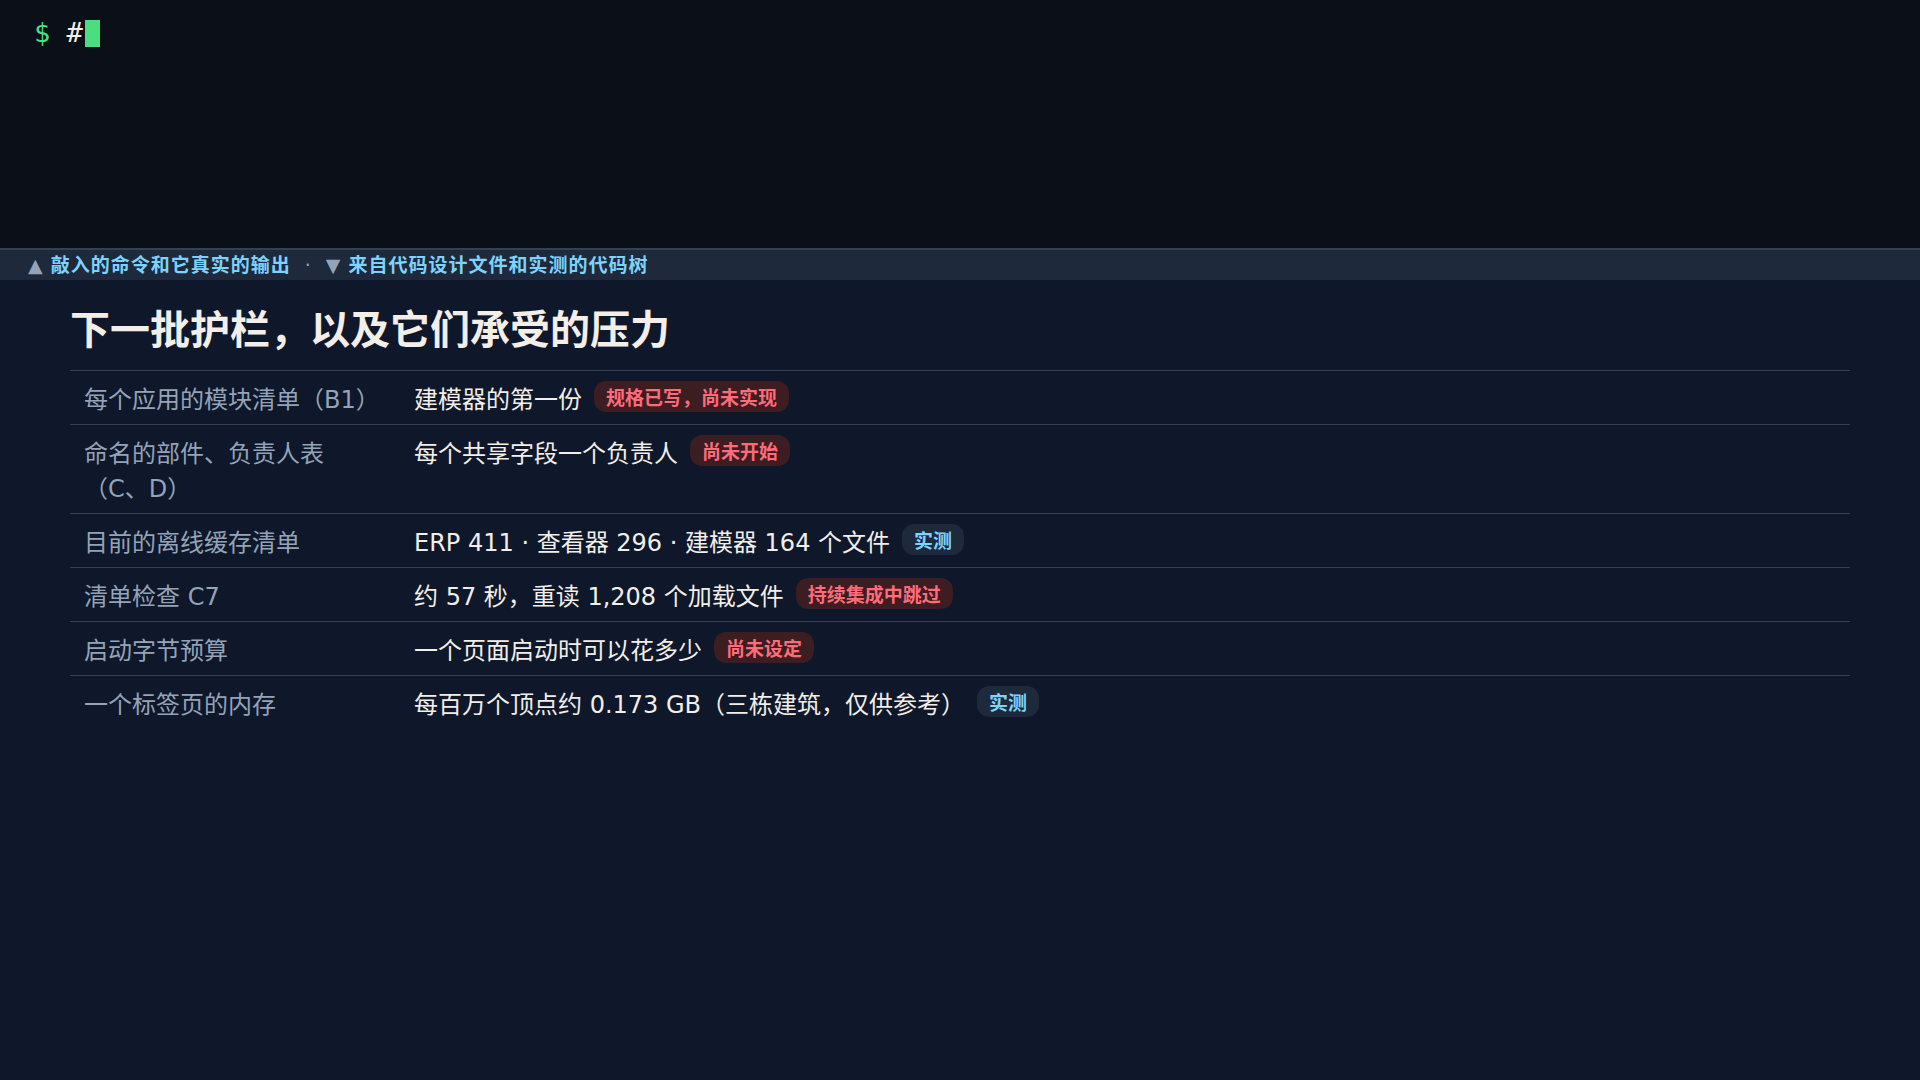 $ #
▲ 敲入的命令和它真实的输出 · ▼ 来自代码设计文件和实测的代码树
下一批护栏，以及它们承受的压力
每个应用的模块清单（B1） 建模器的第一份 规格已写，尚未实现
命名的部件、负责人表 每个共享字段一个负责人 尚未开始
（C、D）
目前的离线缓存清单 ERP 411 · 查看器 296 · 建模器 164 个文件 实测
清单检查 C7 约 57 秒，重读 1,208 个加载文件 持续集成中跳过
启动字节预算 一个页面启动时可以花多少 尚未设定
一个标签页的内存 每百万个顶点约 0.173 GB（三栋建筑，仅供参考） 实测